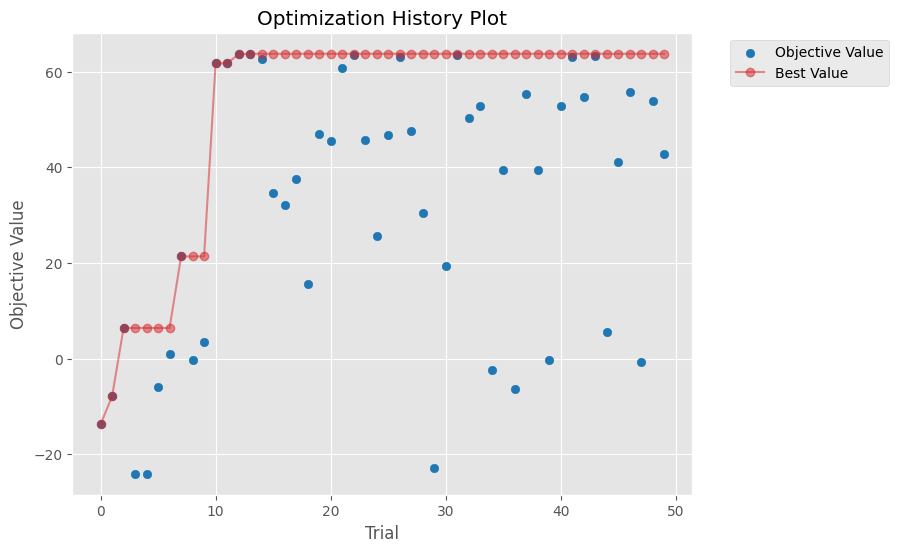 Optimization History Plot
Objective Value
Best Value
Objective Value
60
40
20
0
−20
0 10 20 30 40 50
Trial